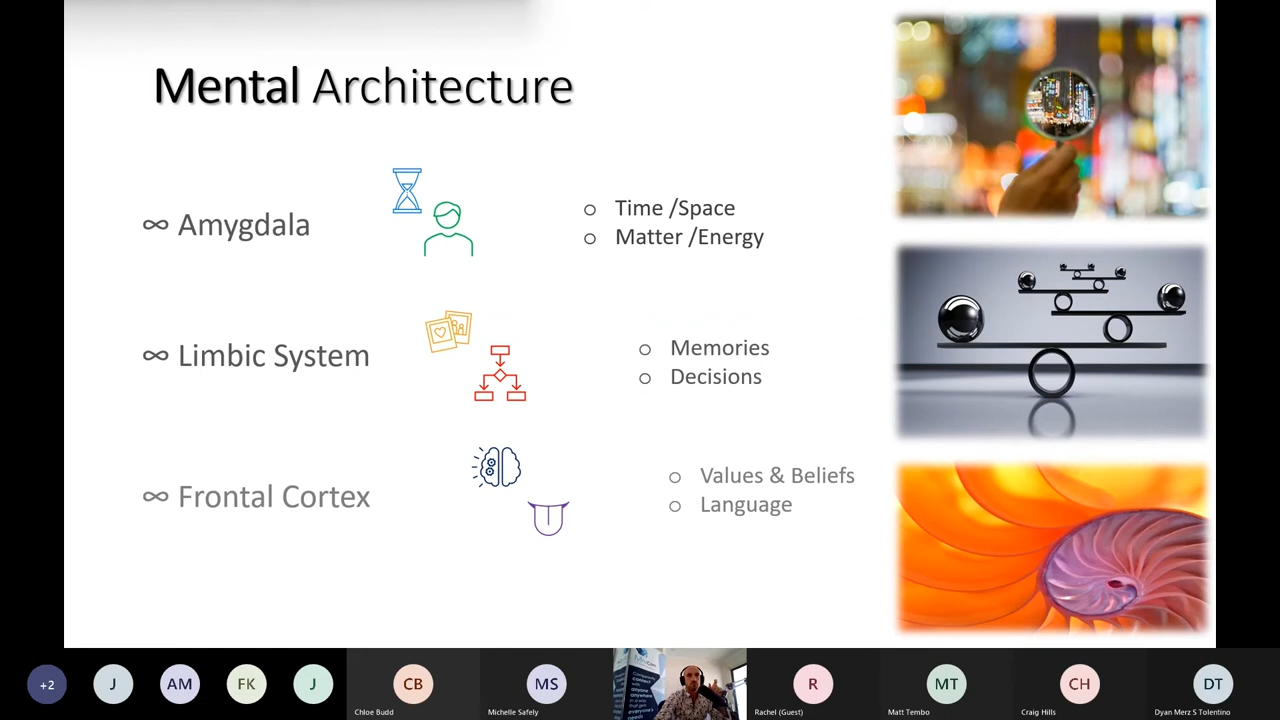 Mental Architecture
∞ Amygdala
○ Time /Space
○ Matter /Energy
∞ Limbic System
○ Memories
○ Decisions
∞ Frontal Cortex
○ Values & Beliefs
○ Language
+2
J
AM
FK
J
CB
Chloe Budd
MS
Michelle Safely
R
Rachel (Guest)
MT
Matt Tembo
CH
Craig Hills
DT
Dyan Merz S Tolentino